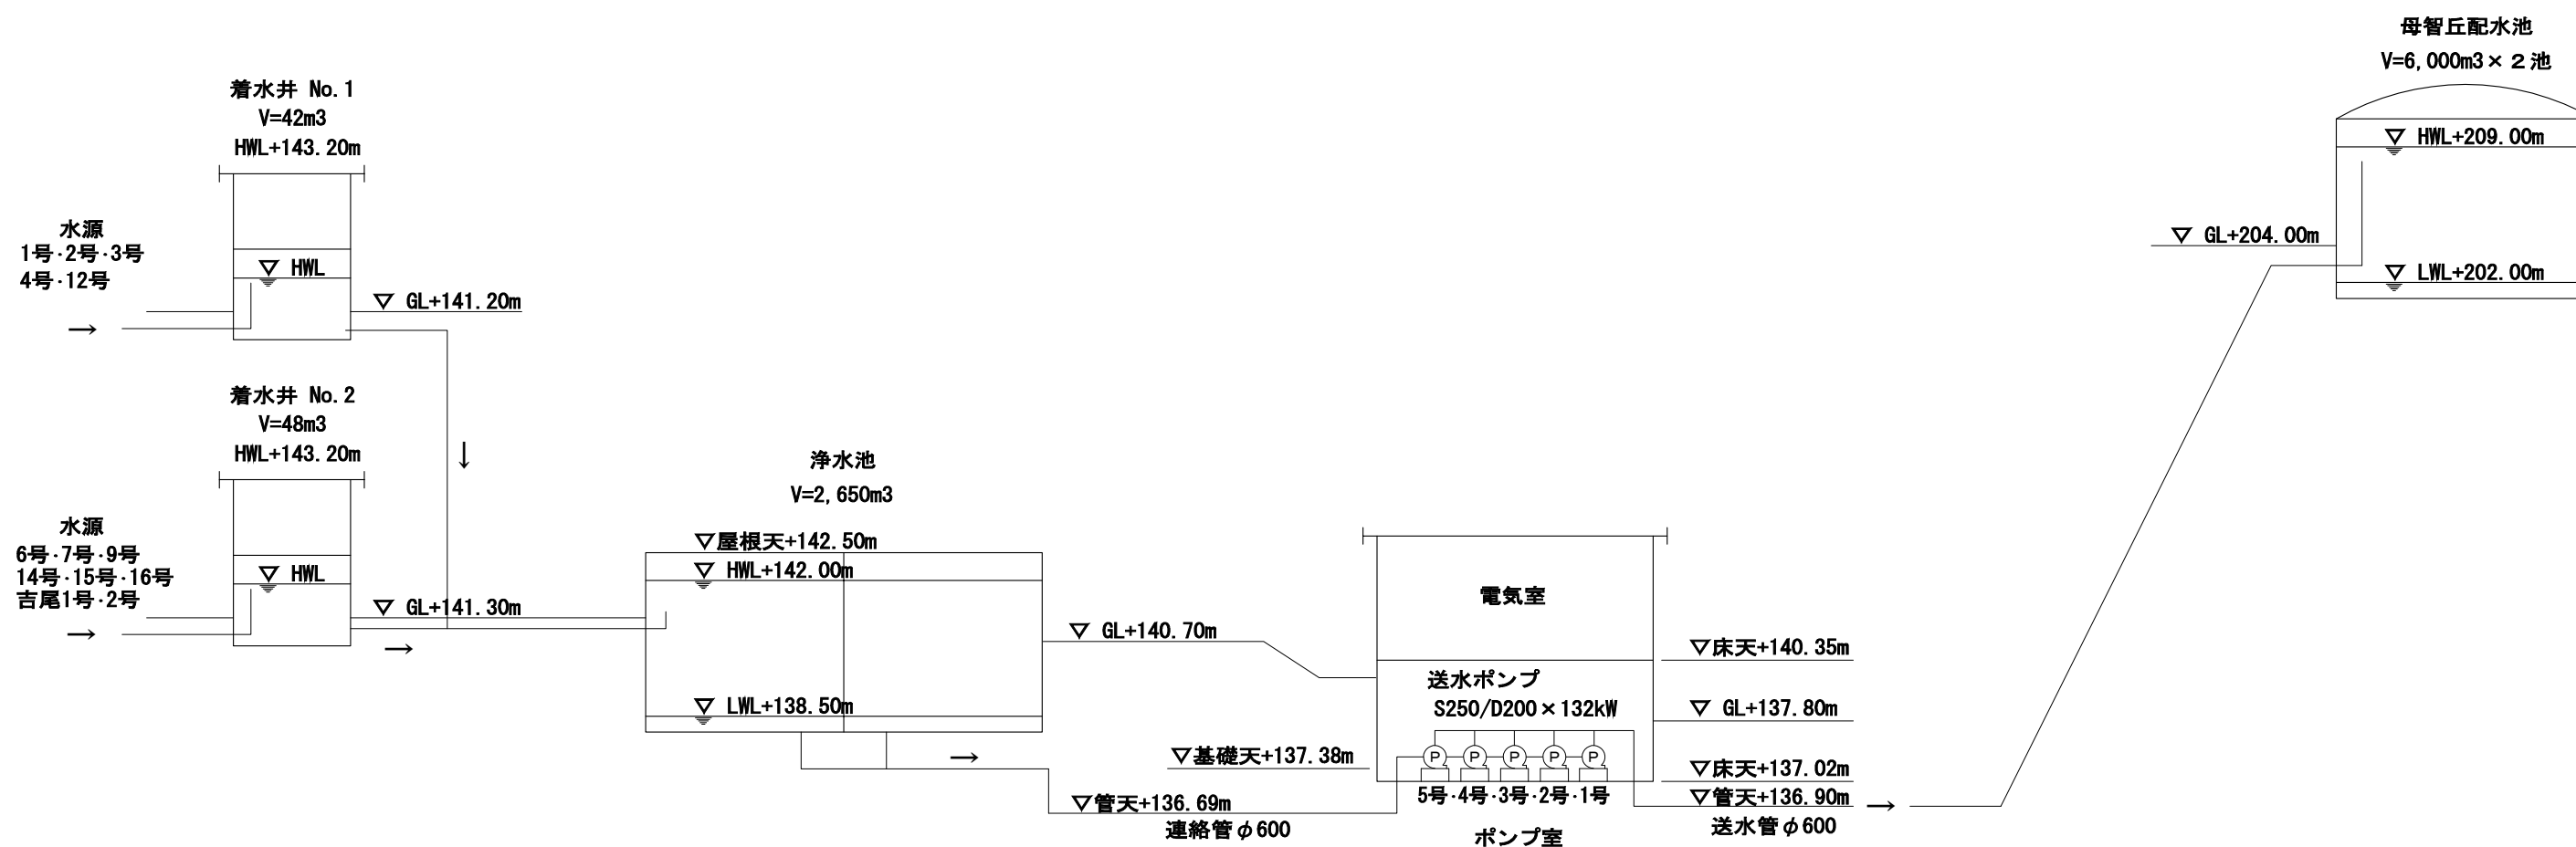 着水井 No.1
V=42m3
HWL+143.20m
水源
1号·2号·3号
4号·12号
HWL
GL+141.20m
着水井 No.2
V=48m3
HWL+143.20m
水源
6号·7号·9号
14号·15号·16号
吉尾1号·2号
HWL
GL+141.30m
浄水池
V=2,650m3
屋根天+142.50m
HWL+142.00m
LWL+138.50m
GL+140.70m
基礎天+137.38m
管天+136.69m
連絡管φ600
電気室
送水ポンプ
S250/D200×132kW
P P P P P
5号·4号·3号·2号·1号
ポンプ室
床天+140.35m
GL+137.80m
床天+137.02m
管天+136.90m
送水管φ600
母智丘配水池
V=6,000m3×2池
HWL+209.00m
GL+204.00m
LWL+202.00m